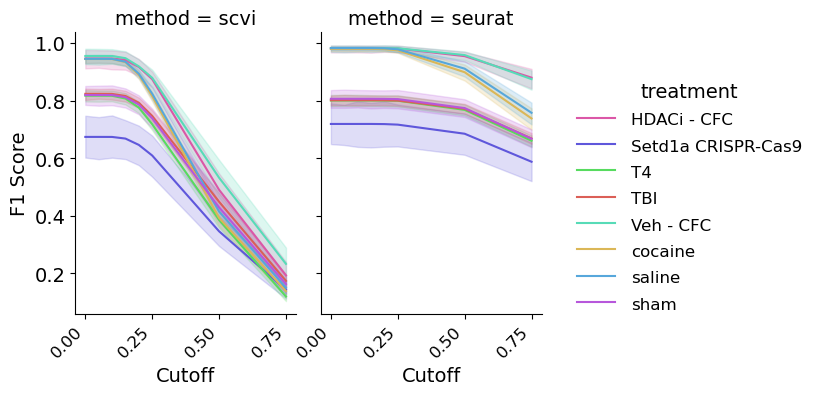 method = scvi
method = seurat
1.0
0.8
0.6
0.4
0.2
F1 Score
0.00
0.25
0.50
0.75
Cutoff
0.00
0.25
0.50
0.75
Cutoff
treatment
HDACi - CFC
Setd1a CRISPR-Cas9
T4
TBI
Veh - CFC
cocaine
saline
sham